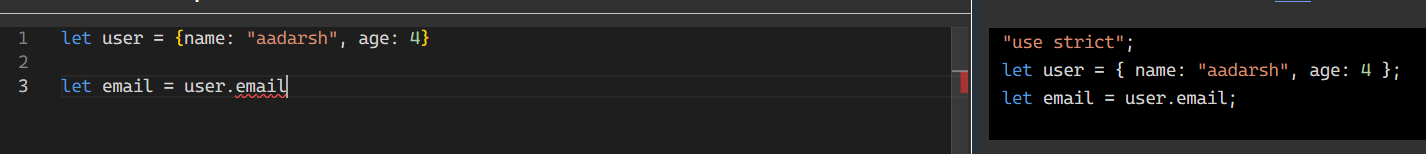 1 let user = {name: "aadarsh", age: 4}
2
3 let email = user.email
"use strict";
let user = { name: "aadarsh", age: 4 };
let email = user.email;